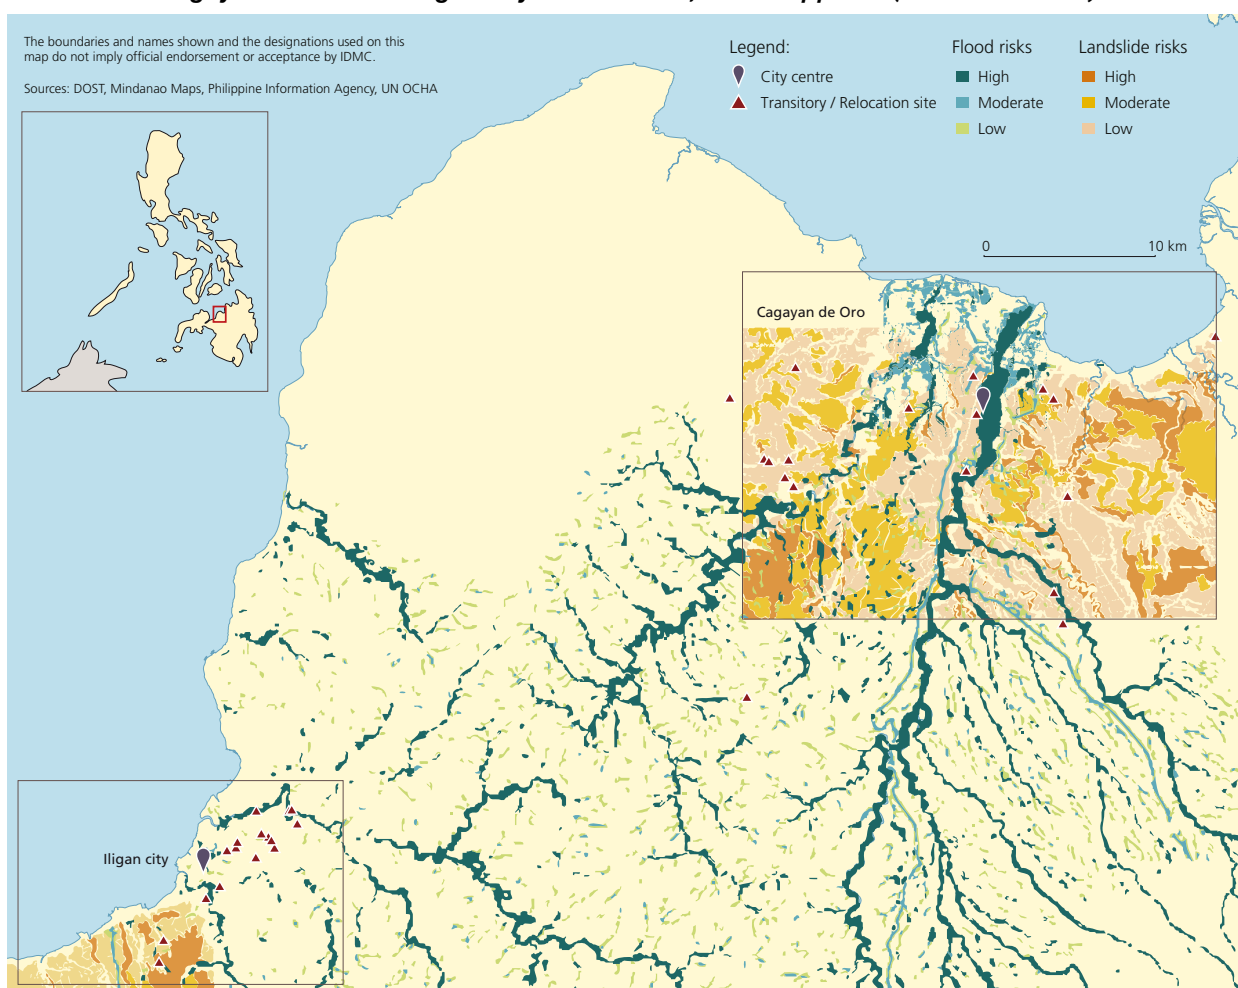 The boundaries and names shown and the designations used on this
map do not imply official endorsement or acceptance by IDMC.
Sources: DOST, Mindanao Maps, Philippine Information Agency, UN OCHA
Legend:
City centre
Transitory / Relocation site
Flood risks
High
Moderate
Low
Landslide risks
High
Moderate
Low
0 10 km
Cagayan de Oro
Iligan city